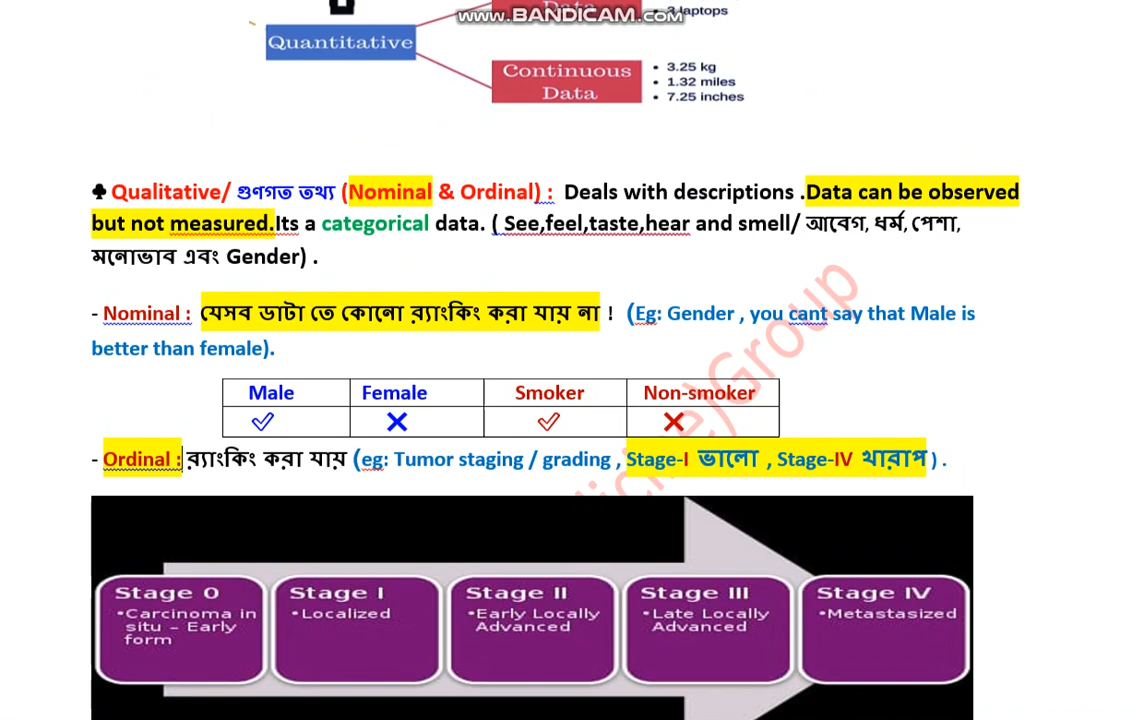 WWW.BANDICAM.COM
Data
3 laptops
Quantitative
Continuous
Data
• 3.25 kg
• 1.32 miles
• 7.25 inches
♣ Qualitative/ গুণগত তথ্য (Nominal & Ordinal) : Deals with descriptions .Data can be observed
but not measured.Its a categorical data. ( See,feel,taste,hear and smell/ আবেগ, ধর্ম, পেশা,
মনোভাব এবং Gender) .
- Nominal : যেসব ডাটা তে কোনো র‍্যাংকিং করা যায় না ! (Eg: Gender , you cant say that Male is
better than female).
Male Female Smoker Non-smoker
- Ordinal : র‍্যাংকিং করা যায় (eg: Tumor staging / grading , Stage-I ভালো , Stage-IV খারাপ ) .
Stage 0
•Carcinoma in
situ – Early
form
Stage I
•Localized
Stage II
•Early Locally
Advanced
Stage III
•Late Locally
Advanced
Stage IV
•Metastasized